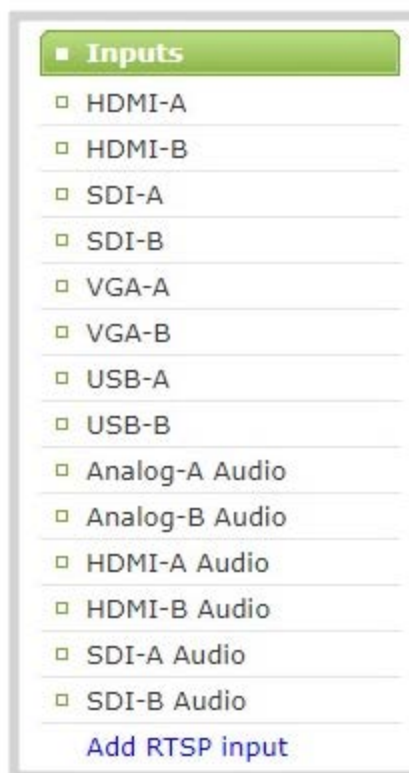 Inputs
HDMI-A
HDMI-B
SDI-A
SDI-B
VGA-A
VGA-B
USB-A
USB-B
Analog-A Audio
Analog-B Audio
HDMI-A Audio
HDMI-B Audio
SDI-A Audio
SDI-B Audio
Add RTSP input